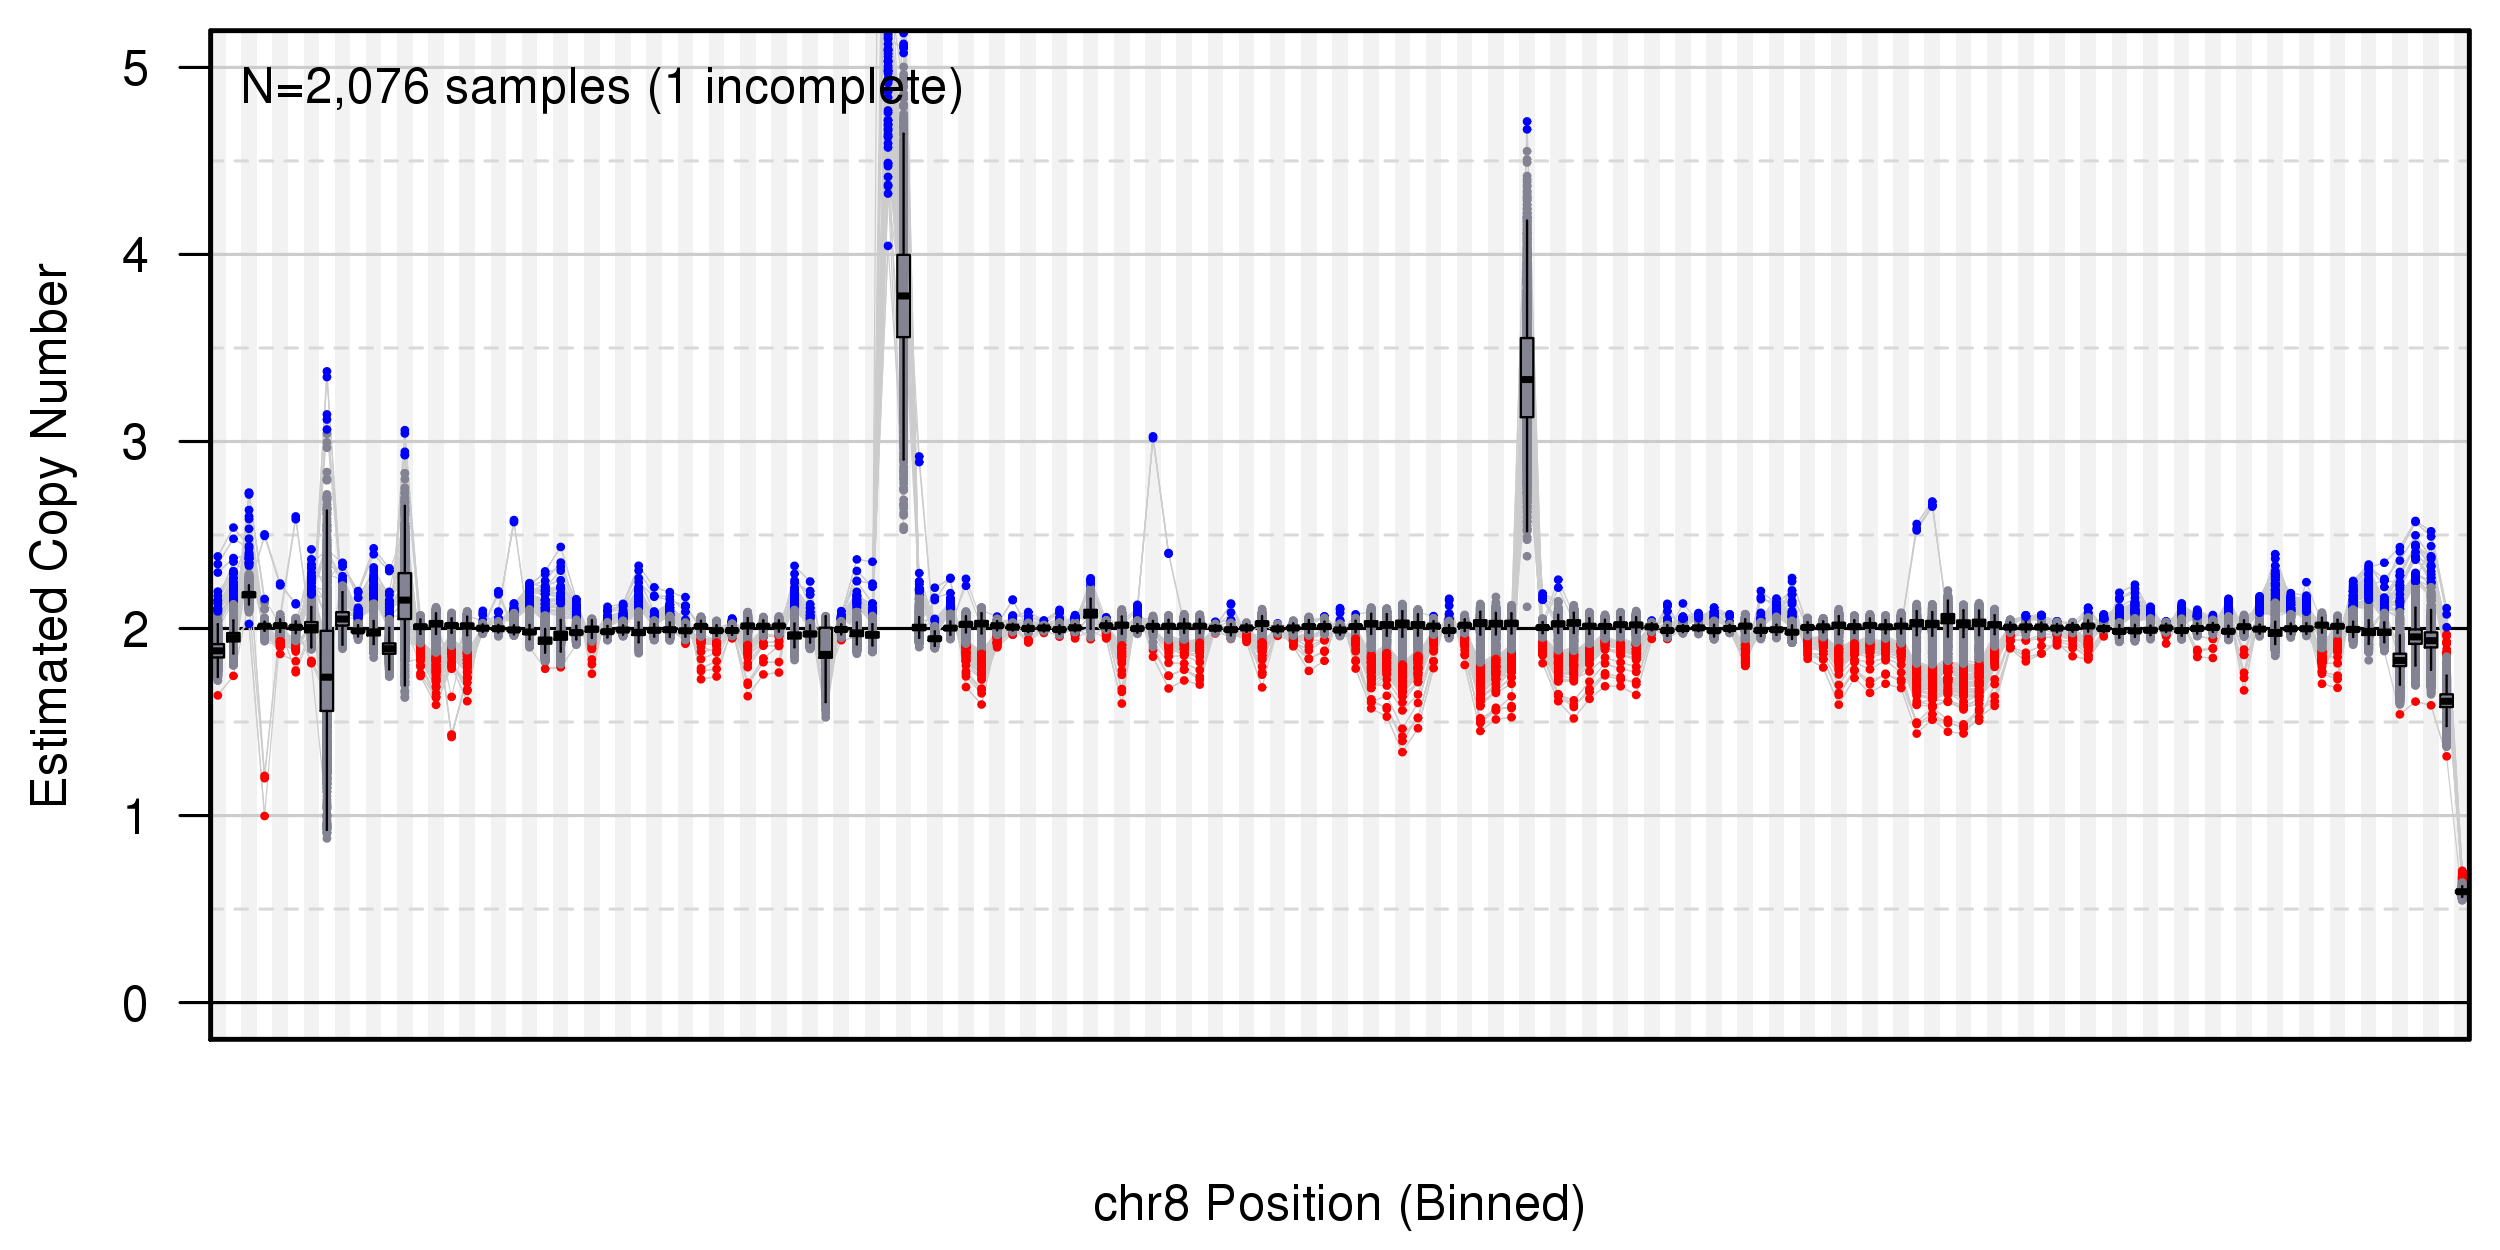 N=2,076 samples (1 incomplete)
5
4
3
2
1
0
Estimated Copy Number
chr8 Position (Binned)